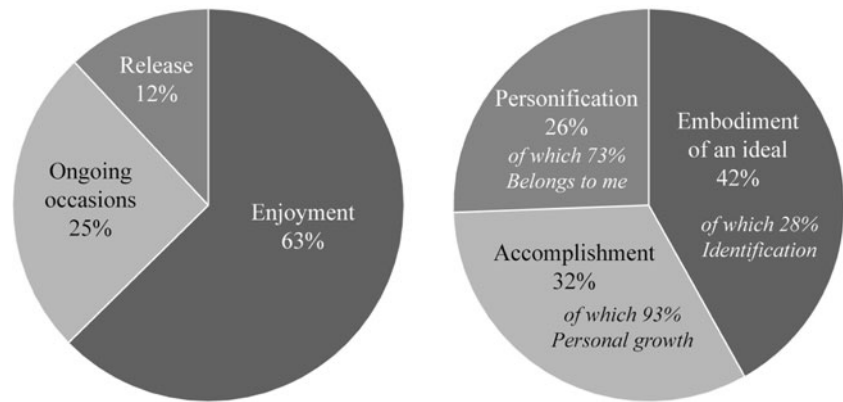 Release
12%
Ongoing
occasions
25%
Enjoyment
63%
Personification
26%
of which 73%
Belongs to me
Embodiment
of an ideal
42%
of which 28%
Identification
Accomplishment
32%
of which 93%
Personal growth